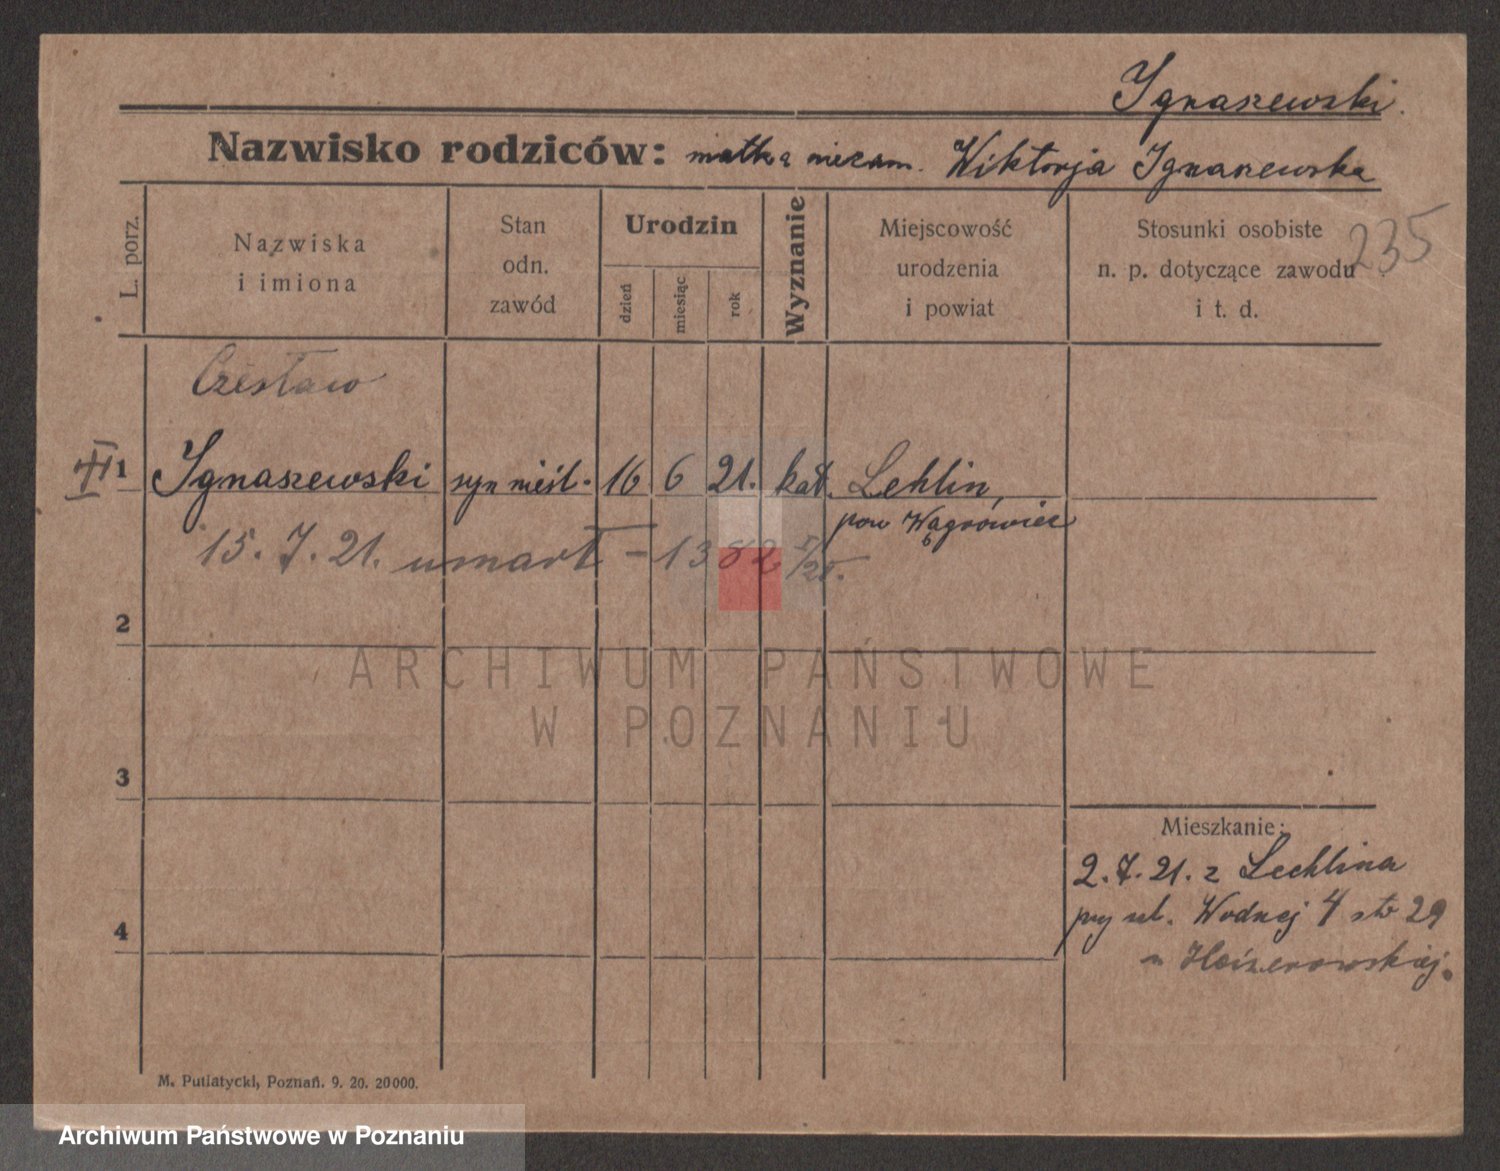 Ignaszewski.
Nazwisko rodziców: matka niezam. Wiktorja Ignaszewska
235
L. porz.
Nazwiska
i imiona
Stan
odn.
zawód
Urodzin
dzień
miesiąc
rok
Wyznanie
Miejscowość
urodzenia
i powiat
Stosunki osobiste
n. p. dotyczące zawodu
i t. d.
Czesław
1 Ignaszewski syn nieśl. 16 6 21. kat. Lehlin,
pow Wągrówiec
15. 7. 21. umarł – 1382
2
ARCHIWUM PAŃSTWOWE
W POZNANIU
3
Mieszkanie:
2. 7. 21. z Lechlina
przy ul. Wodnej 4 29
4
M. Putiatycki, Poznań. 9. 20. 20000.
Archiwum Państwowe w Poznaniu